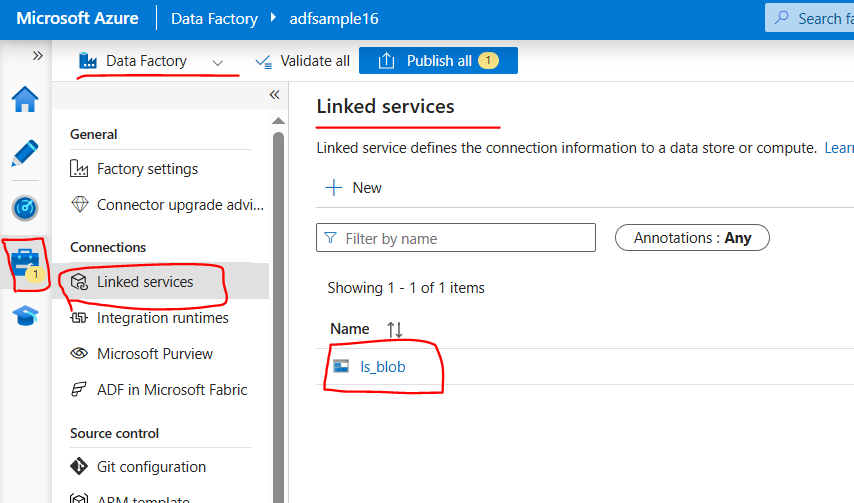 Microsoft Azure Data Factory adfsample16 Search fa
Data Factory Validate all Publish all 1
General
Factory settings
Connector upgrade advi...
Connections
1
Linked services
Integration runtimes
Microsoft Purview
ADF in Microsoft Fabric
Source control
Git configuration
ARM template
Linked services
Linked service defines the connection information to a data store or compute. Learn
New
Filter by name
Annotations : Any
Showing 1 - 1 of 1 items
Name
ls_blob